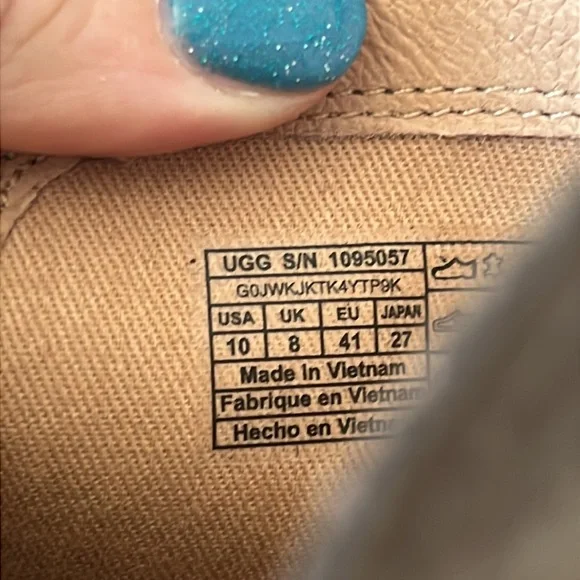 UGG S/N 1095057
G0JWKJKTK4YTP9K
USA UK EU JAPAN
10 8 41 27
Made in Vietnam
Fabrique en Vietnam
Hecho en